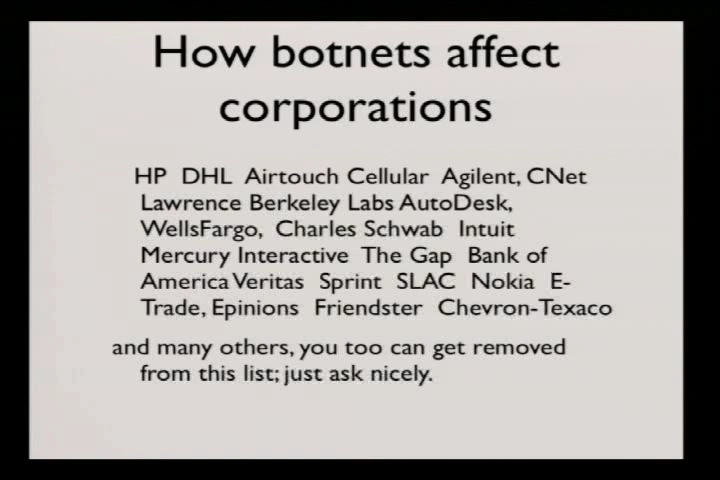 How botnets affect
corporations
HP DHL Airtouch Cellular Agilent, CNet
Lawrence Berkeley Labs AutoDesk,
WellsFargo, Charles Schwab Intuit
Mercury Interactive The Gap Bank of
America Veritas Sprint SLAC Nokia E-
Trade, Epinions Friendster Chevron-Texaco
and many others, you too can get removed
from this list; just ask nicely.